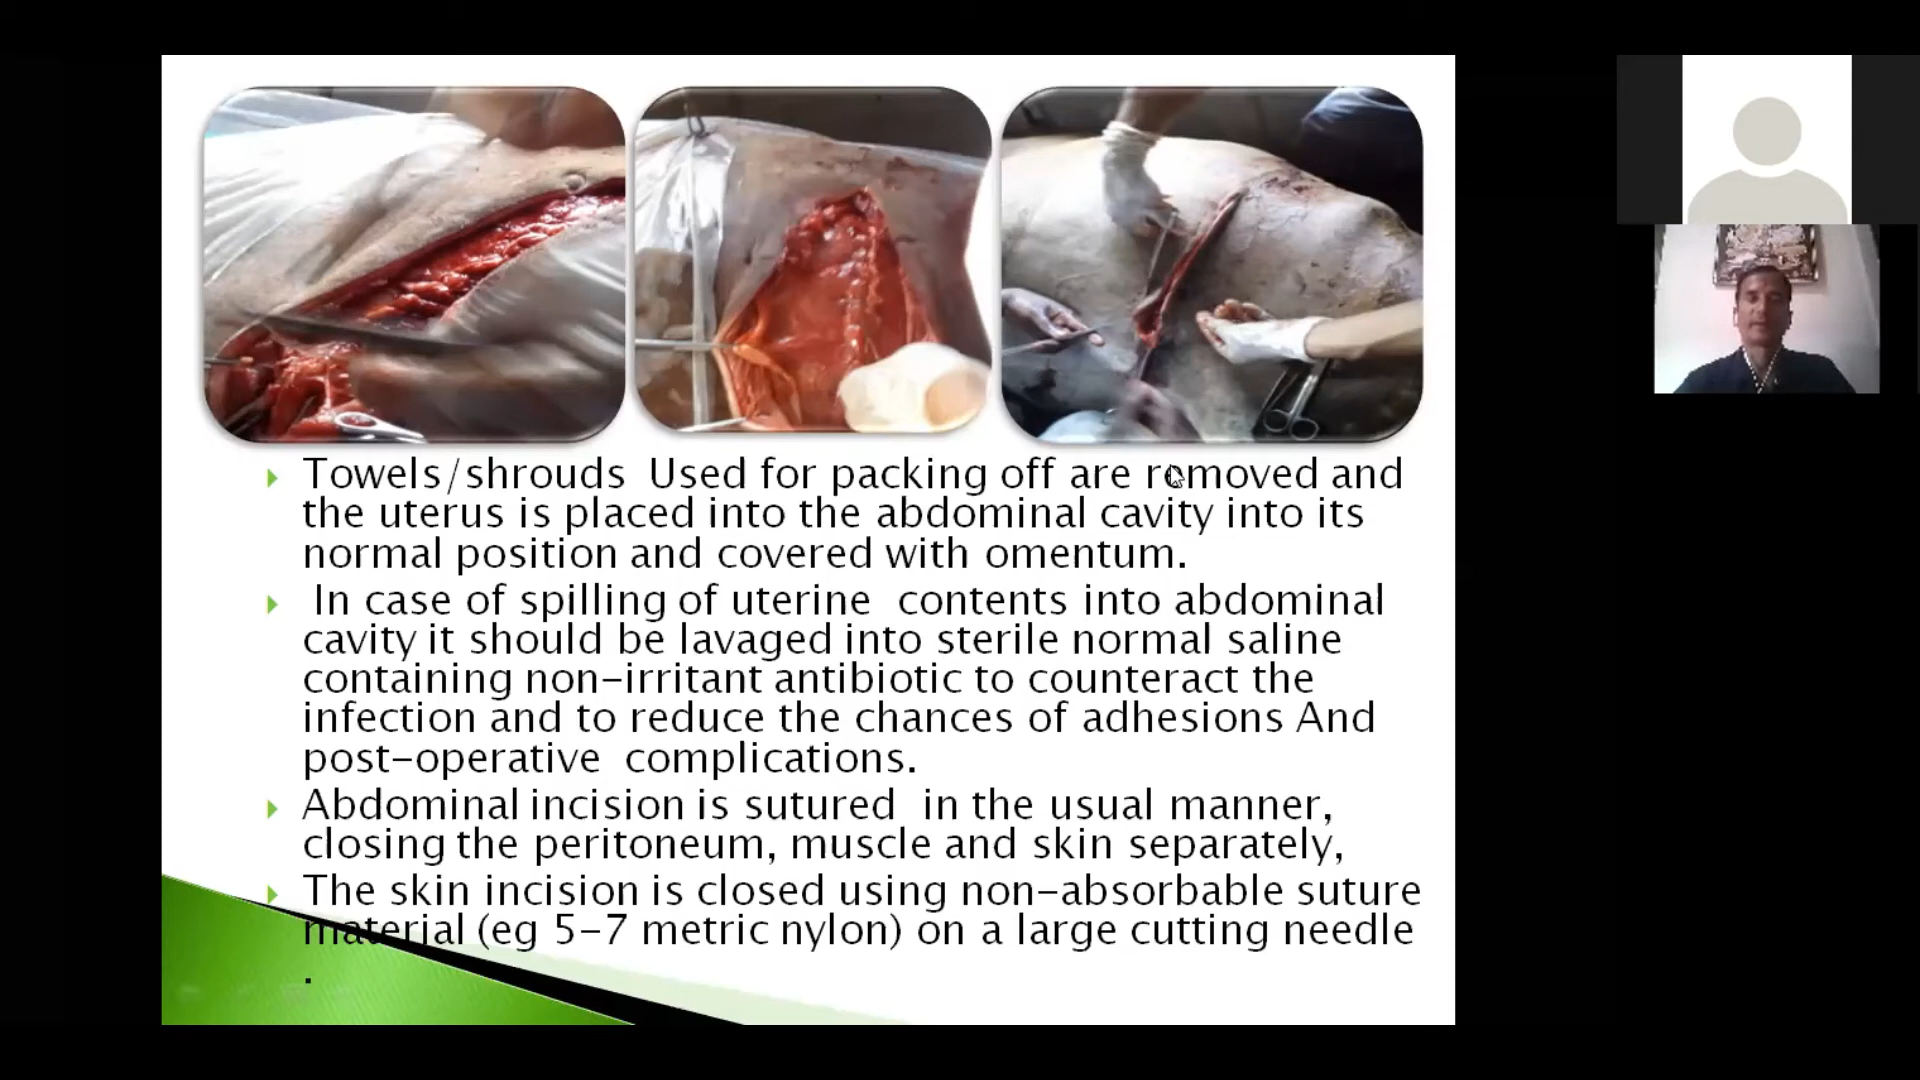 Towels/shrouds  Used for packing off are removed and
the uterus is placed into the abdominal cavity into its
normal position and covered with omentum.
In case of spilling of uterine  contents into abdominal
cavity it should be lavaged into sterile normal saline
containing non-irritant antibiotic to counteract the
infection and to reduce the chances of adhesions And
post-operative  complications.
Abdominal incision is sutured  in the usual manner,
closing the peritoneum, muscle and skin separately,
The skin incision is closed using non-absorbable suture
material (eg 5-7 metric nylon) on a large cutting needle
.